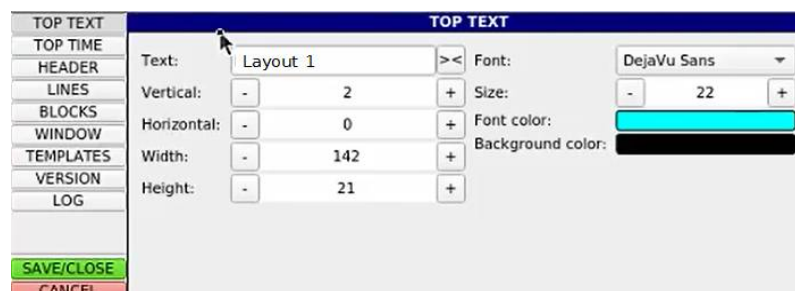 TOP TEXT
TOP TIME
HEADER
LINES
BLOCKS
WINDOW
TEMPLATES
VERSION
LOG
SAVE/CLOSE
CANCEL
TOP TEXT
Text: Layout 1 ><
Vertical: - 2 +
Horizontal: - 0 +
Width: - 142 +
Height: - 21 +
Font: DejaVu Sans
Size: - 22 +
Font color:
Background color: